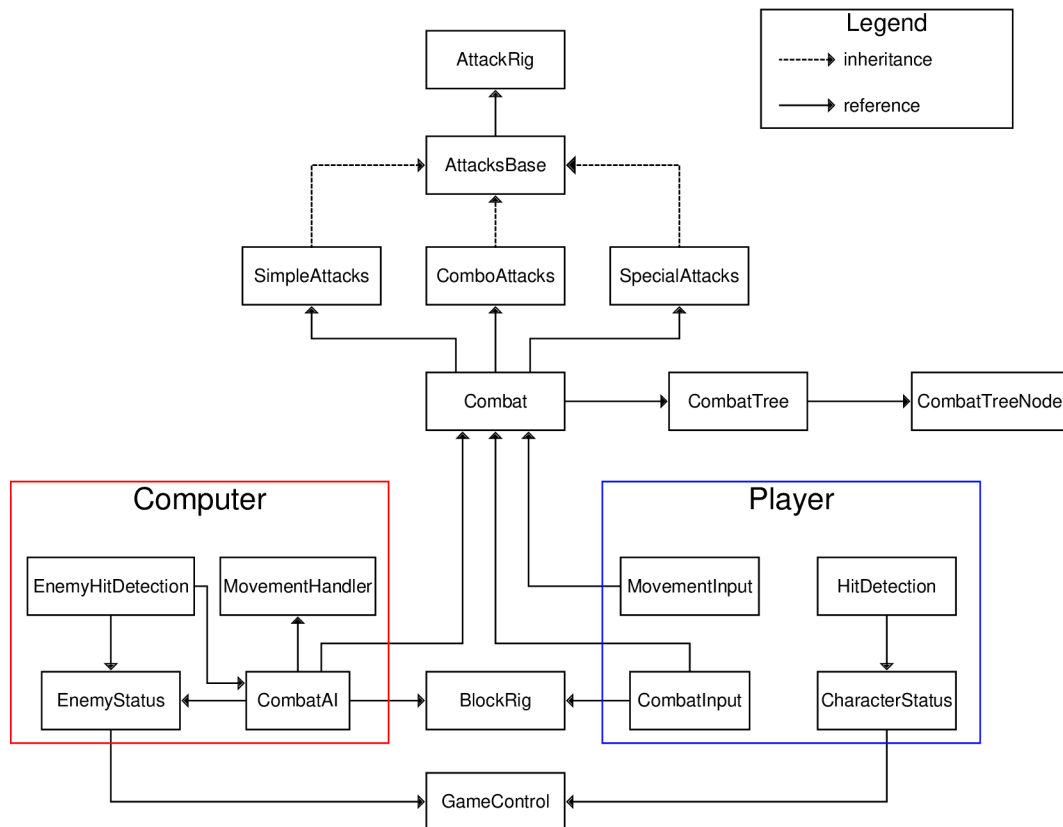 Legend
inheritance
reference
AttackRig
AttacksBase
SimpleAttacks
ComboAttacks
SpecialAttacks
Combat
CombatTree
CombatTreeNode
Computer
Player
EnemyHitDetection
MovementHandler
MovementInput
HitDetection
EnemyStatus
CombatAI
BlockRig
CombatInput
CharacterStatus
GameControl